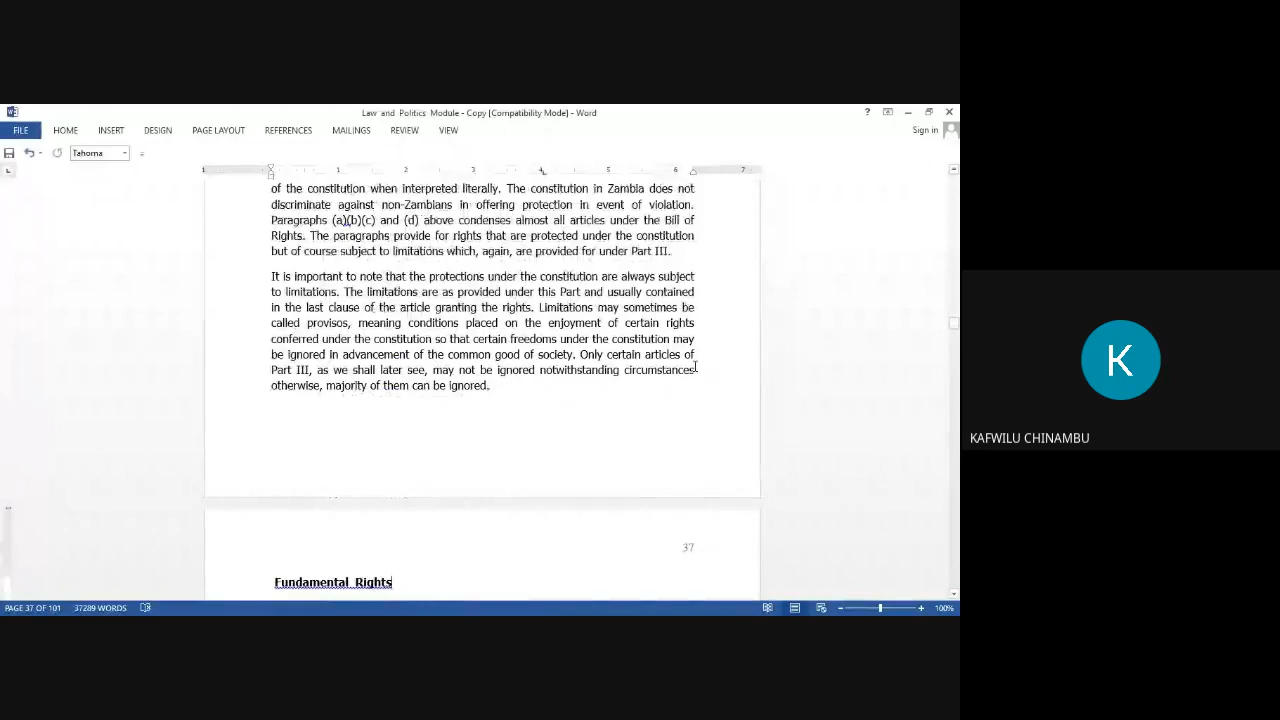 Law and Politics Module - Copy [Compatibility Mode] - Word
FILE HOME INSERT DESIGN PAGE LAYOUT REFERENCES MAILINGS REVIEW VIEW
Sign in
Tahoma
1 1 2 3 4 5 6 7
of the constitution when interpreted literally. The constitution in Zambia does not
discriminate against non-Zambians in offering protection in event of violation.
Paragraphs (a)(b)(c) and (d) above condenses almost all articles under the Bill of
Rights. The paragraphs provide for rights that are protected under the constitution
but of course subject to limitations which, again, are provided for under Part III.
It is important to note that the protections under the constitution are always subject
to limitations. The limitations are as provided under this Part and usually contained
in the last clause of the article granting the rights. Limitations may sometimes be
called provisos, meaning conditions placed on the enjoyment of certain rights
conferred under the constitution so that certain freedoms under the constitution may
be ignored in advancement of the common good of society. Only certain articles of
Part III, as we shall later see, may not be ignored notwithstanding circumstances
otherwise, majority of them can be ignored.
37
Fundamental Rights
PAGE 37 OF 101 37289 WORDS
100%
K
KAFWILU CHINAMBU